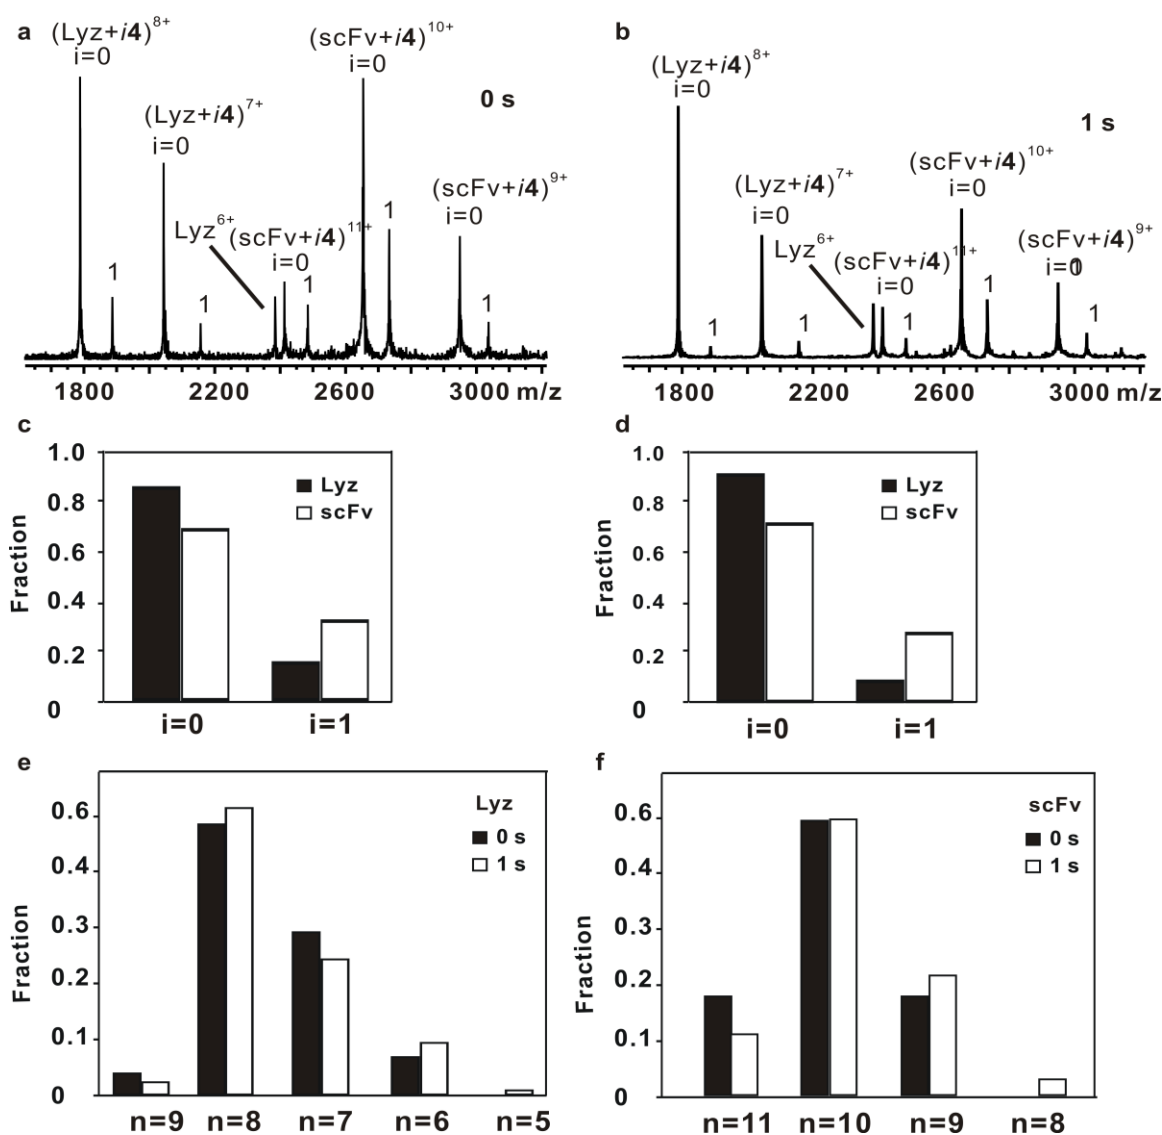 a
(Lyz+i4)8+
i=0
(scFv+i4)10+
i=0
0 s
(Lyz+i4)7+
i=0
(scFv+i4)9+
i=0
Lyz6+
(scFv+i4)11+
i=0
1
1
1
1
1
1800 2200 2600 3000 m/z
b
(Lyz+i4)8+
i=0
1 s
(scFv+i4)10+
i=0
(Lyz+i4)7+
i=0
Lyz6+
(scFv+i4)11+
i=0
(scFv+i4)9+
i=0
1
1
1
1
1
1
1800 2200 2600 3000 m/z
c
Fraction
1.0
0.8
0.6
0.4
0.2
0
Lyz
scFv
i=0 i=1
d
Fraction
1.0
0.8
0.6
0.4
0.2
0
Lyz
scFv
i=0 i=1
e
Fraction
0.6
0.4
0.3
0.2
0.1
0
Lyz
0 s
1 s
n=9 n=8 n=7 n=6 n=5
f
Fraction
0.6
0.4
0.3
0.2
0.1
0
scFv
0 s
1 s
n=11 n=10 n=9 n=8